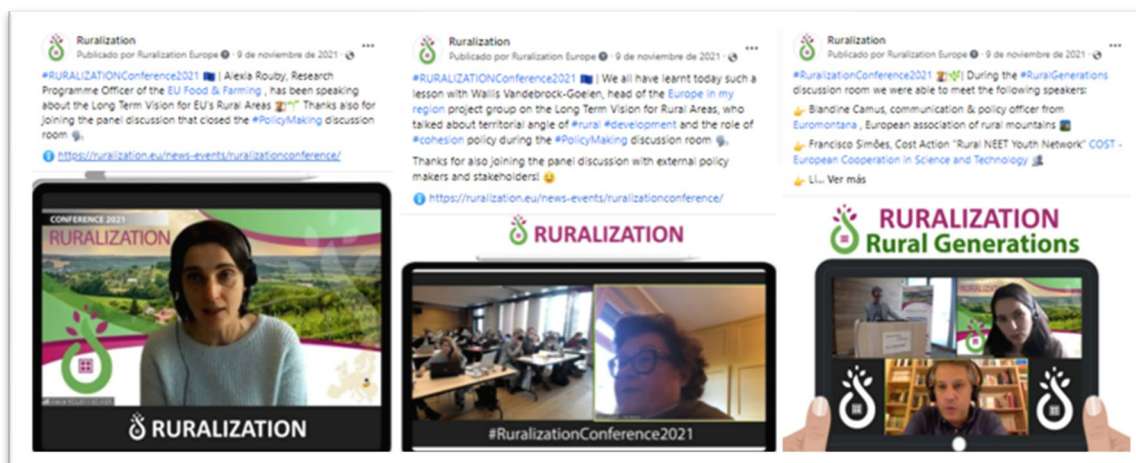 Ruralization
Publicado por Ruralization Europe · 9 de noviembre de 2021 ·
#RURALIZATIONConference2021 🇪🇺 | Alexia Rouby, Research
Programme Officer of the EU Food & Farming , has been speaking
about the Long Term Vision for EU's Rural Areas Thanks also for
joining the panel discussion that closed the #PolicyMaking discussion
room
https://ruralization.eu/news-events/ruralizationconference/
CONFERENCE 2021
RURALIZATION
RURALIZATION
Ruralization
Publicado por Ruralization Europe · 9 de noviembre de 2021 ·
#RURALIZATIONConference2021 🇪🇺 | We all have learnt today such a
lesson with Wallis Vandebrock-Goelen, head of the Europe in my
region project group on the Long Term Vision for Rural Areas, who
talked about territorial angle of #rural #development and the role of
#cohesion policy during the #PolicyMaking discussion room
Thanks for also joining the panel discussion with external policy
makers and stakeholders! 😉
https://ruralization.eu/news-events/ruralizationconference/
RURALIZATION
#RuralizationConference2021
Ruralization
Publicado por Ruralization Europe · 9 de noviembre de 2021 ·
#RuralizationConference2021 | During the #RuralGenerations
discussion room we were able to meet the following speakers:
👉 Blandine Camus, communication & policy officer from
Euromontana , European association of rural mountains
👉 Francisco Simões, Cost Action "Rural NEET Youth Network" COST -
European Cooperation in Science and Technology
👉 Li... Ver más
RURALIZATION
Rural Generations